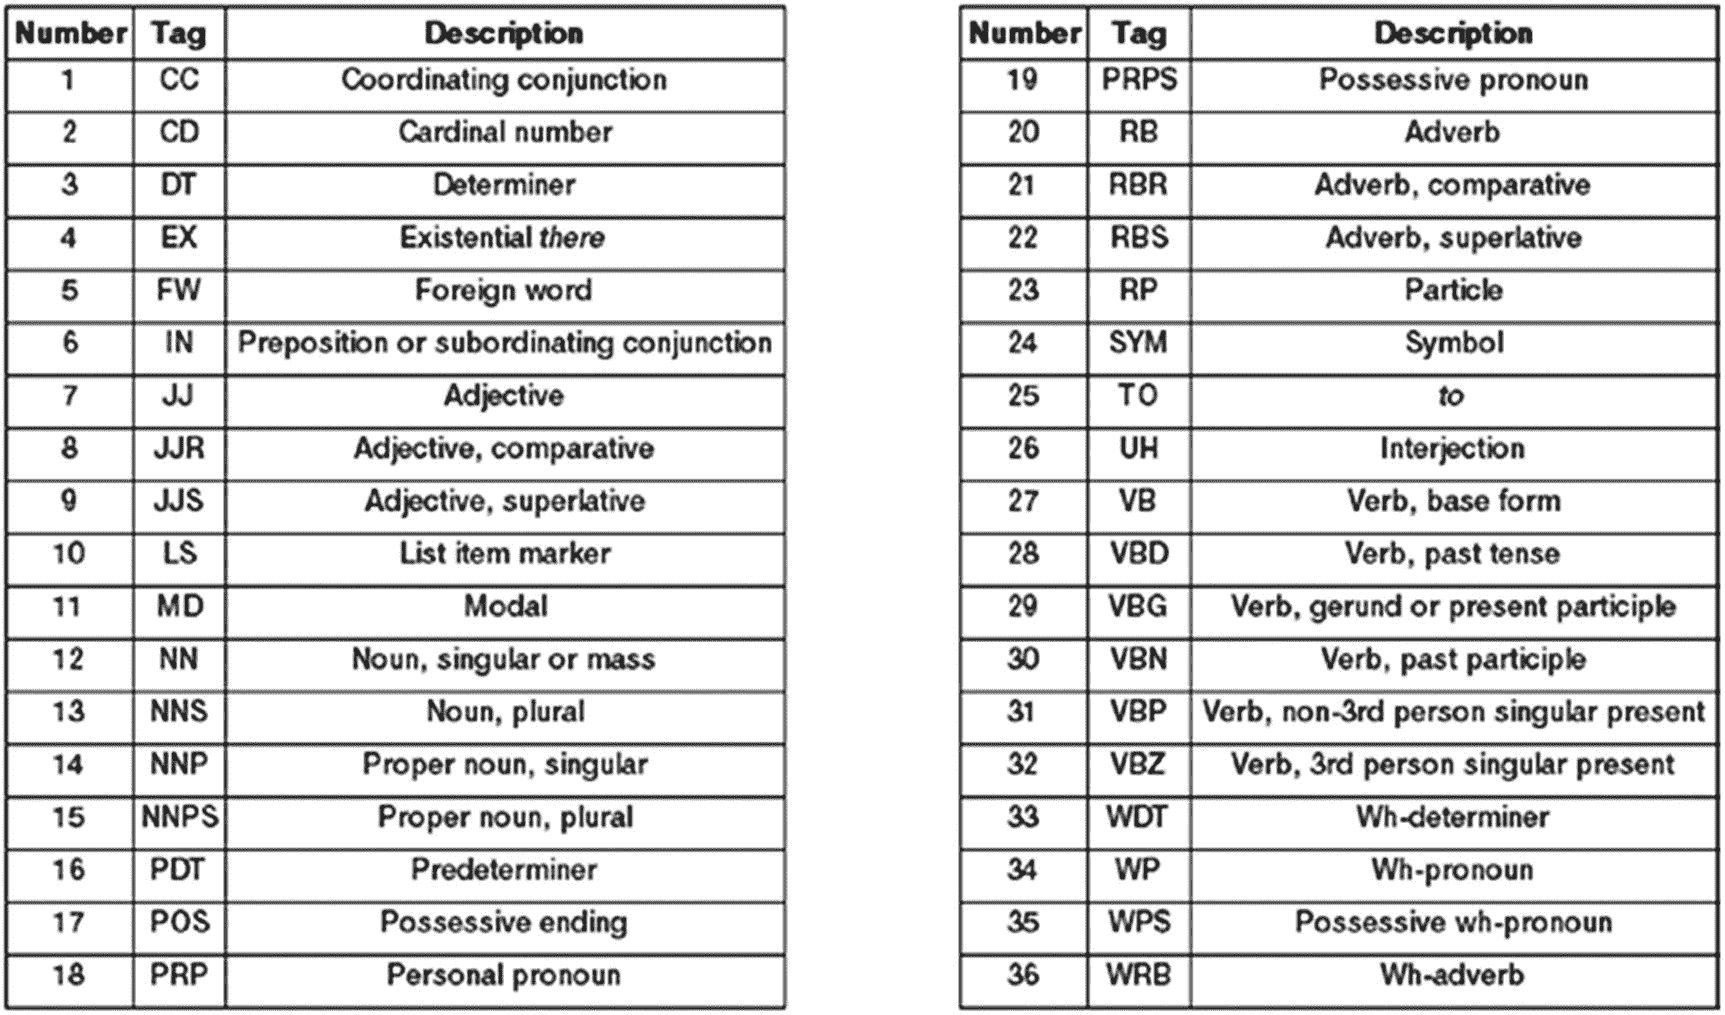 Number Tag Description
1 CC Coordinating conjunction
2 CD Cardinal number
3 DT Determiner
4 EX Existential there
5 FW Foreign word
6 IN Preposition or subordinating conjunction
7 JJ Adjective
8 JJR Adjective, comparative
9 JJS Adjective, superlative
10 LS List item marker
11 MD Modal
12 NN Noun, singular or mass
13 NNS Noun, plural
14 NNP Proper noun, singular
15 NNPS Proper noun, plural
16 PDT Predeterminer
17 POS Possessive ending
18 PRP Personal pronoun
Number Tag Description
19 PRPS Possessive pronoun
20 RB Adverb
21 RBR Adverb, comparative
22 RBS Adverb, superlative
23 RP Particle
24 SYM Symbol
25 TO to
26 UH Interjection
27 VB Verb, base form
28 VBD Verb, past tense
29 VBG Verb, gerund or present participle
30 VBN Verb, past participle
31 VBP Verb, non-3rd person singular present
32 VBZ Verb, 3rd person singular present
33 WDT Wh-determiner
34 WP Wh-pronoun
35 WPS Possessive wh-pronoun
36 WRB Wh-adverb